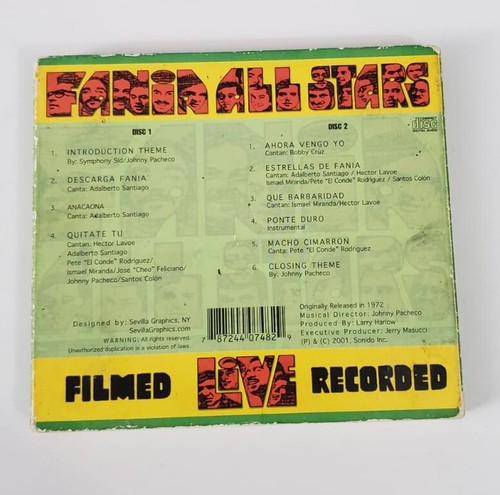 FANIA ALL STARS
DISC 1
1. INTRODUCTION THEME
By: Symphony Sid/Johnny Pacheco
2. DESCARGA FANIA
Canta: Adalberto Santiago
3. ANACAONA
Canta: Adalberto Santiago
4. QUITATE TU
Cantan: Hector Lavoe
Adalberto Santiago
Pete "El Conde" Rodriguez/
Ismael Miranda/Jose "Cheo" Feliciano/
Johnny Pacheco/Santos Colón
DISC 2
disc
DIGITAL AUDIO
1. AHORA VENGO YO
Cantan: Bobby Cruz
2. ESTRELLAS DE FANIA
Cantan: Adalberto Santiago / Hector Lavoe
Ismael Miranda/Pete "El Conde" Rodriguez / Santos Colón
3. QUE BARBARIDAD
Cantan: Ismael Miranda/Hector Lavoe
4. PONTE DURO
Instrumental
5. MACHO CIMARRON
Canta: Pete "El Conde" Rodriguez
6. CLOSING THEME
By: Johnny Pacheco
Designed by: Sevilla Graphics, NY
SevillaGraphics.com
WARNING: All rights reserved.
Unauthorized duplication is a violation of laws.
7 87244 07482 9
Originally Released in 1972
Musical Director: Johnny Pacheco
Produced By: Larry Harlow
Executive Producer: Jerry Masucci
(P) & (C) 2001, Sonido Inc.
FILMED LIVE RECORDED